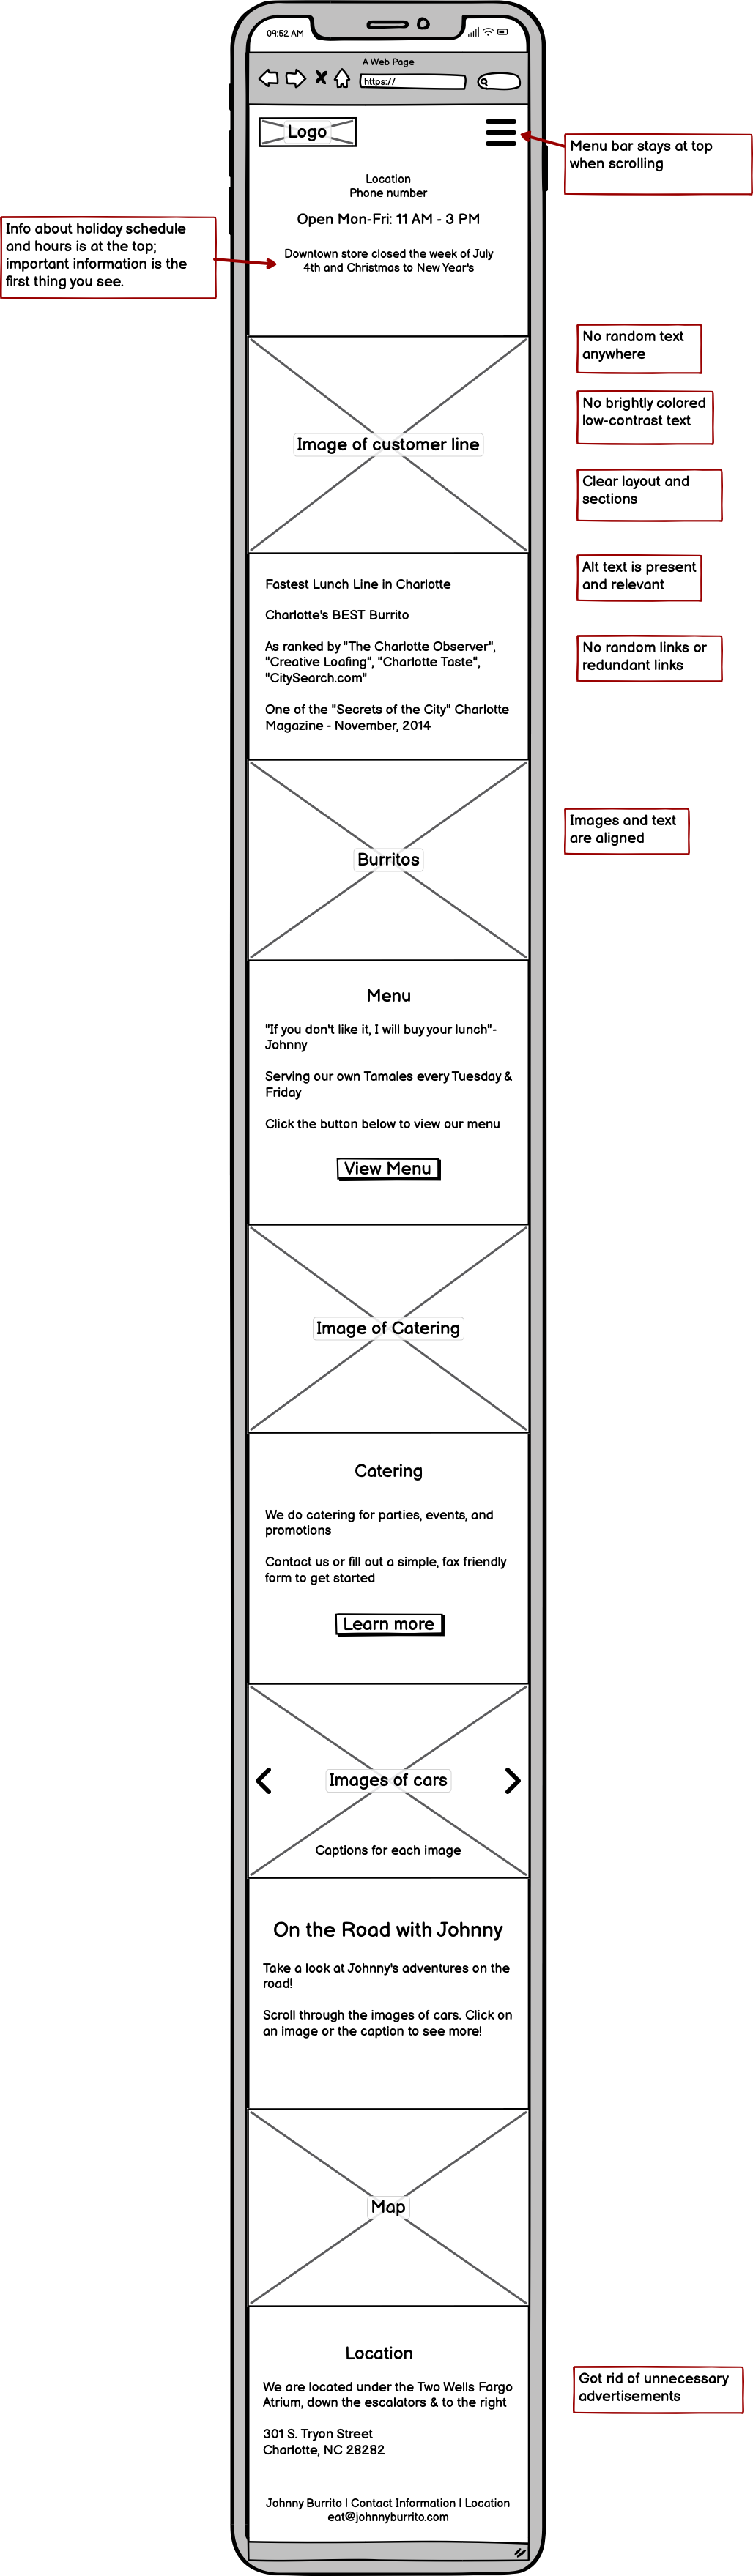 09:52 AM
A Web Page
https://
Logo
Menu bar stays at top
when scrolling
Location
Phone number
Open Mon-Fri: 11 AM - 3 PM
Info about holiday schedule
and hours is at the top;
important information is the
first thing you see.
Downtown store closed the week of July
4th and Christmas to New Year's
No random text
anywhere
No brightly colored
low-contrast text
Image of customer line
Clear layout and
sections
Alt text is present
and relevant
Fastest Lunch Line in Charlotte
Charlotte's BEST Burrito
As ranked by "The Charlotte Observer",
"Creative Loafing", "Charlotte Taste",
"CitySearch.com"
No random links or
redundant links
One of the "Secrets of the City" Charlotte
Magazine - November, 2014
Images and text
are aligned
Burritos
Menu
"If you don't like it, I will buy your lunch"-
Johnny
Serving our own Tamales every Tuesday &
Friday
Click the button below to view our menu
View Menu
Image of Catering
Catering
We do catering for parties, events, and
promotions
Contact us or fill out a simple, fax friendly
form to get started
Learn more
Images of cars
Captions for each image
On the Road with Johnny
Take a look at Johnny's adventures on the
road!
Scroll through the images of cars. Click on
an image or the caption to see more!
Map
Location
We are located under the Two Wells Fargo
Atrium, down the escalators & to the right
Got rid of unnecessary
advertisements
301 S. Tryon Street
Charlotte, NC 28282
Johnny Burrito | Contact Information | Location
eat@johnnyburrito.com